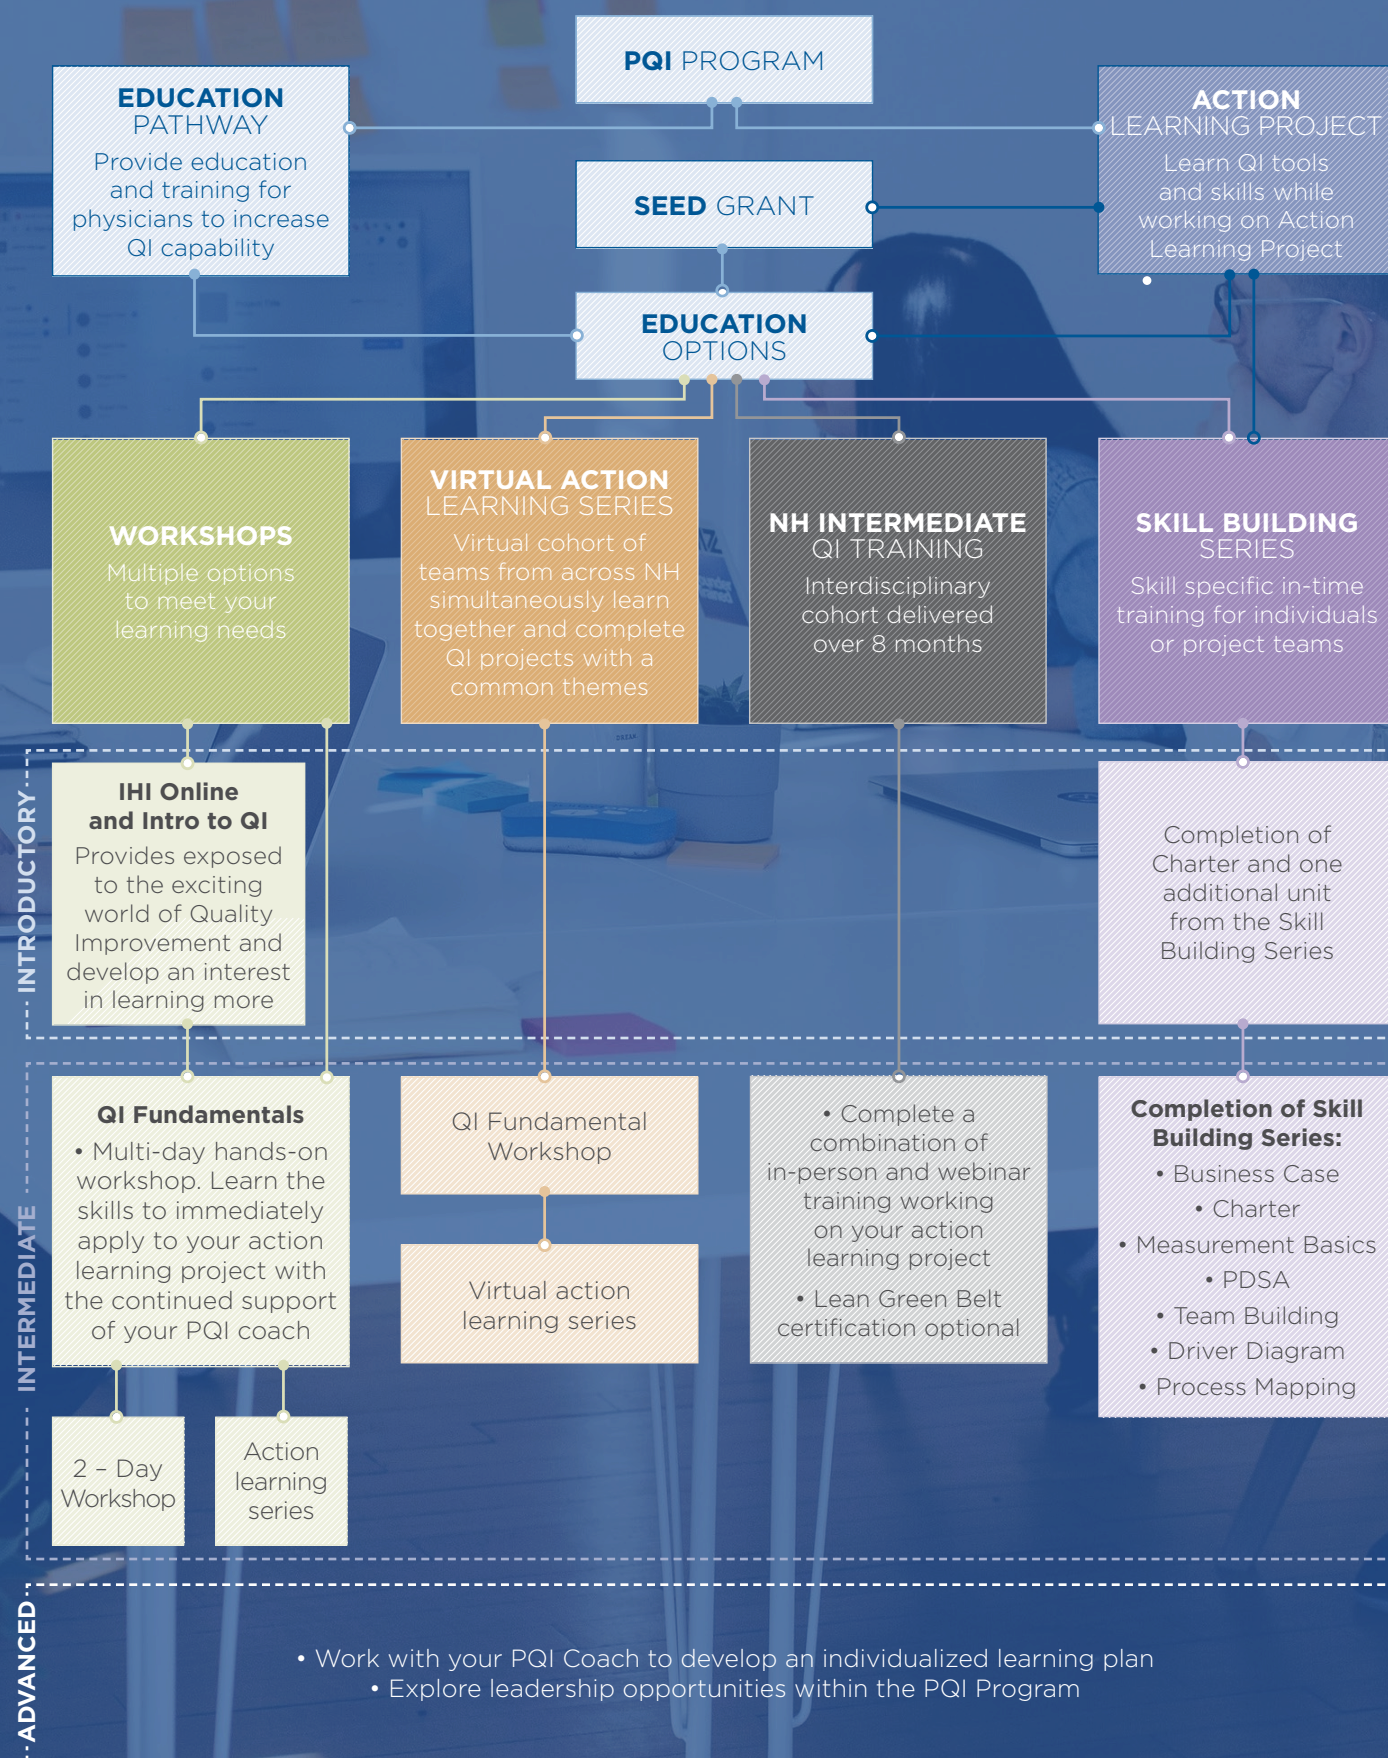 PQI PROGRAM
EDUCATION
PATHWAY
Provide education
and training for
physicians to increase
QI capability
ACTION
LEARNING PROJECT
Learn QI tools
and skills while
working on Action
Learning Project
SEED GRANT
EDUCATION
OPTIONS
WORKSHOPS
Multiple options
to meet your
learning needs
VIRTUAL ACTION
LEARNING SERIES
Virtual cohort of
teams from across NH
simultaneously learn
together and complete
QI projects with a
common themes
NH INTERMEDIATE
QI TRAINING
Interdisciplinary
cohort delivered
over 8 months
SKILL BUILDING
SERIES
Skill specific in-time
training for individuals
or project teams
INTRODUCTORY
IHI Online
and Intro to QI
Provides exposed
to the exciting
world of Quality
Improvement and
develop an interest
in learning more
Completion of
Charter and one
additional unit
from the Skill
Building Series
INTERMEDIATE
QI Fundamentals
• Multi-day hands-on
workshop. Learn the
skills to immediately
apply to your action
learning project with
the continued support
of your PQI coach
2 – Day
Workshop
Action
learning
series
QI Fundamental
Workshop
Virtual action
learning series
• Complete a
combination of
in-person and webinar
training working
on your action
learning project
• Lean Green Belt
certification optional
Completion of Skill
Building Series:
• Business Case
• Charter
• Measurement Basics
• PDSA
• Team Building
• Driver Diagram
• Process Mapping
ADVANCED
• Work with your PQI Coach to develop an individualized learning plan
• Explore leadership opportunities within the PQI Program